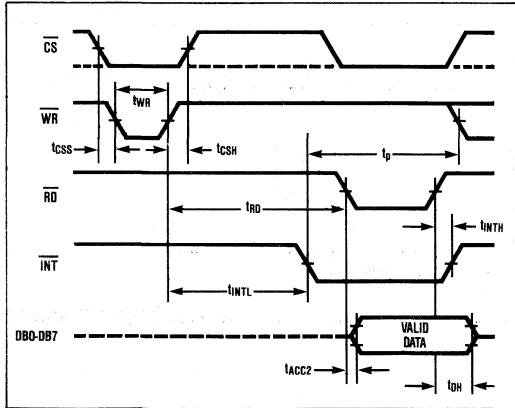 CS
tWR
WR
tCSS
tCSH
tP
RD
tRD
tINTH
INT
tINTL
DB0-DB7
VALID
DATA
tACC2
tDH